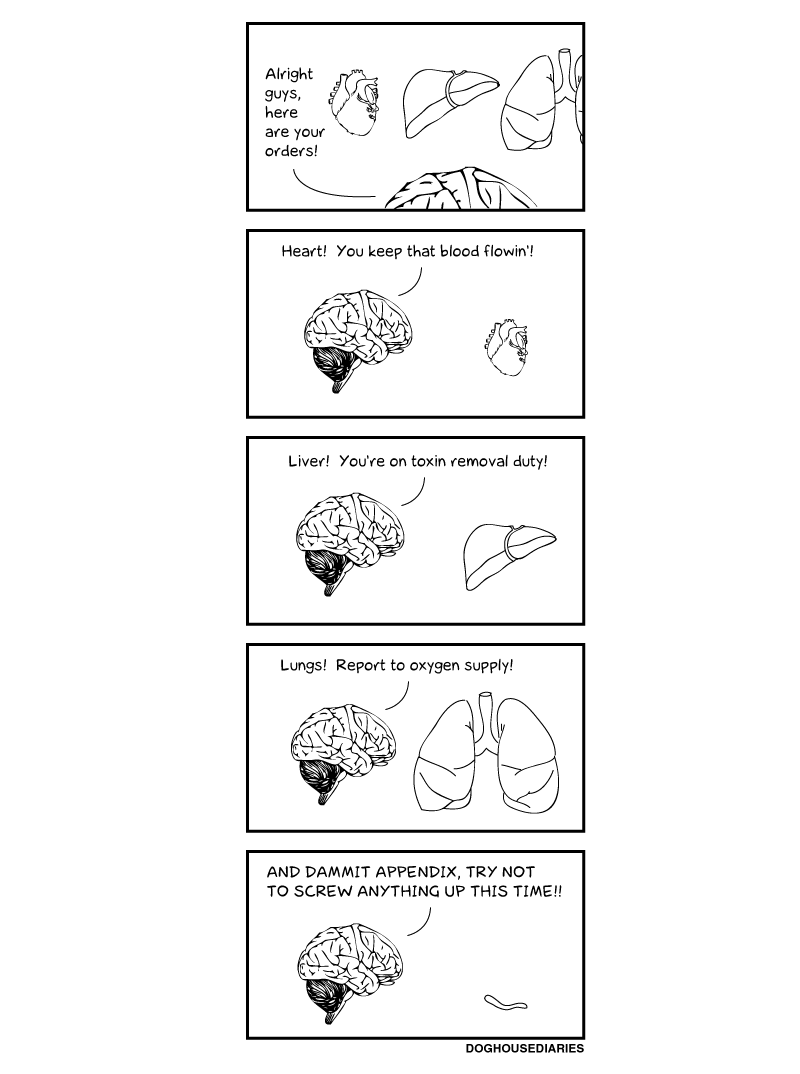 Alright
guys,
here
are your
orders!
Heart! You keep that blood flowin'!
Liver! You're on toxin removal duty!
Lungs! Report to oxygen supply!
AND DAMMIT APPENDIX, TRY NOT
TO SCREW ANYTHING UP THIS TIME!!
DOGHOUSEDIARIES